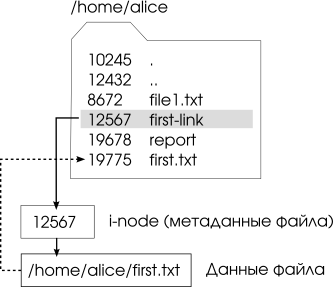 /home/alice
10245 .
12432 ..
8672 file1.txt
12567 first-link
19678 report
19775 first.txt
12567 i-node (метаданные файла)
/home/alice/first.txt Данные файла